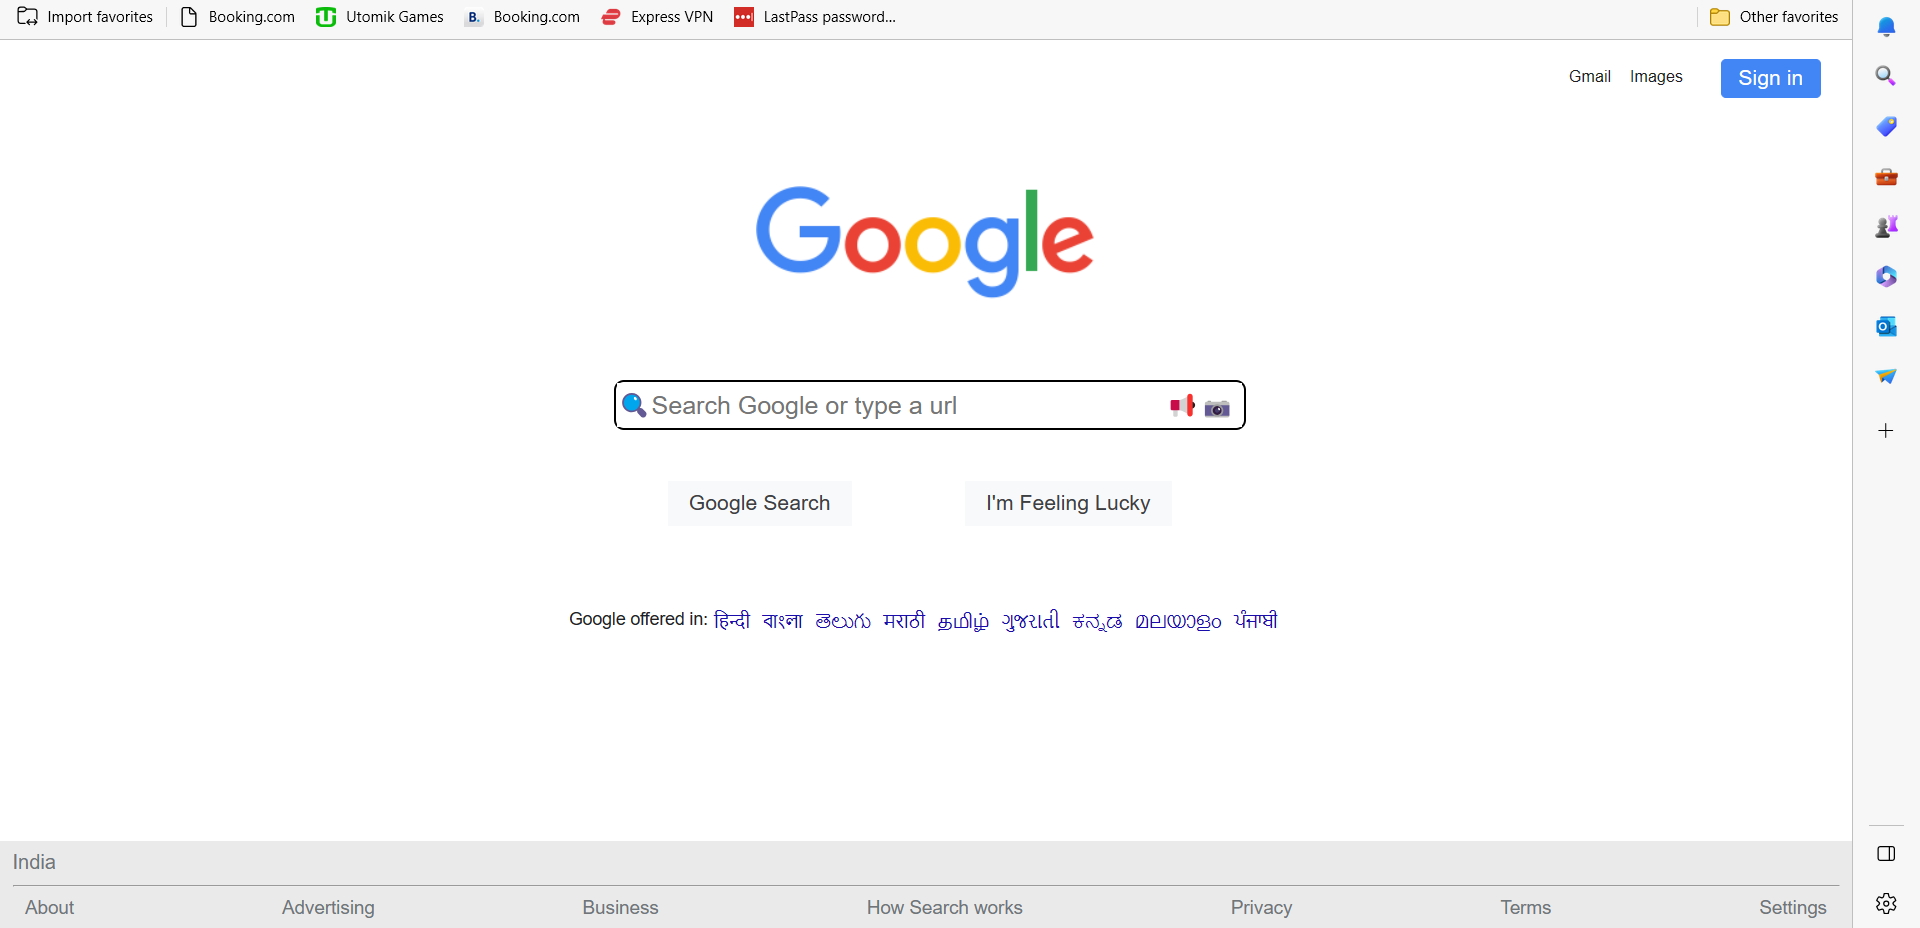 Import favorites Booking.com Utomik Games B. Booking.com Express VPN LastPass password... Other favorites
Gmail Images Sign in
Google
Search Google or type a url
Google Search I'm Feeling Lucky
Google offered in: हिन्दी বাংলা తెలుగు मराठी தமிழ் ગુજરાતી ಕನ್ನಡ മലയാളം ਪੰਜਾਬੀ
India
About Advertising Business How Search works Privacy Terms Settings